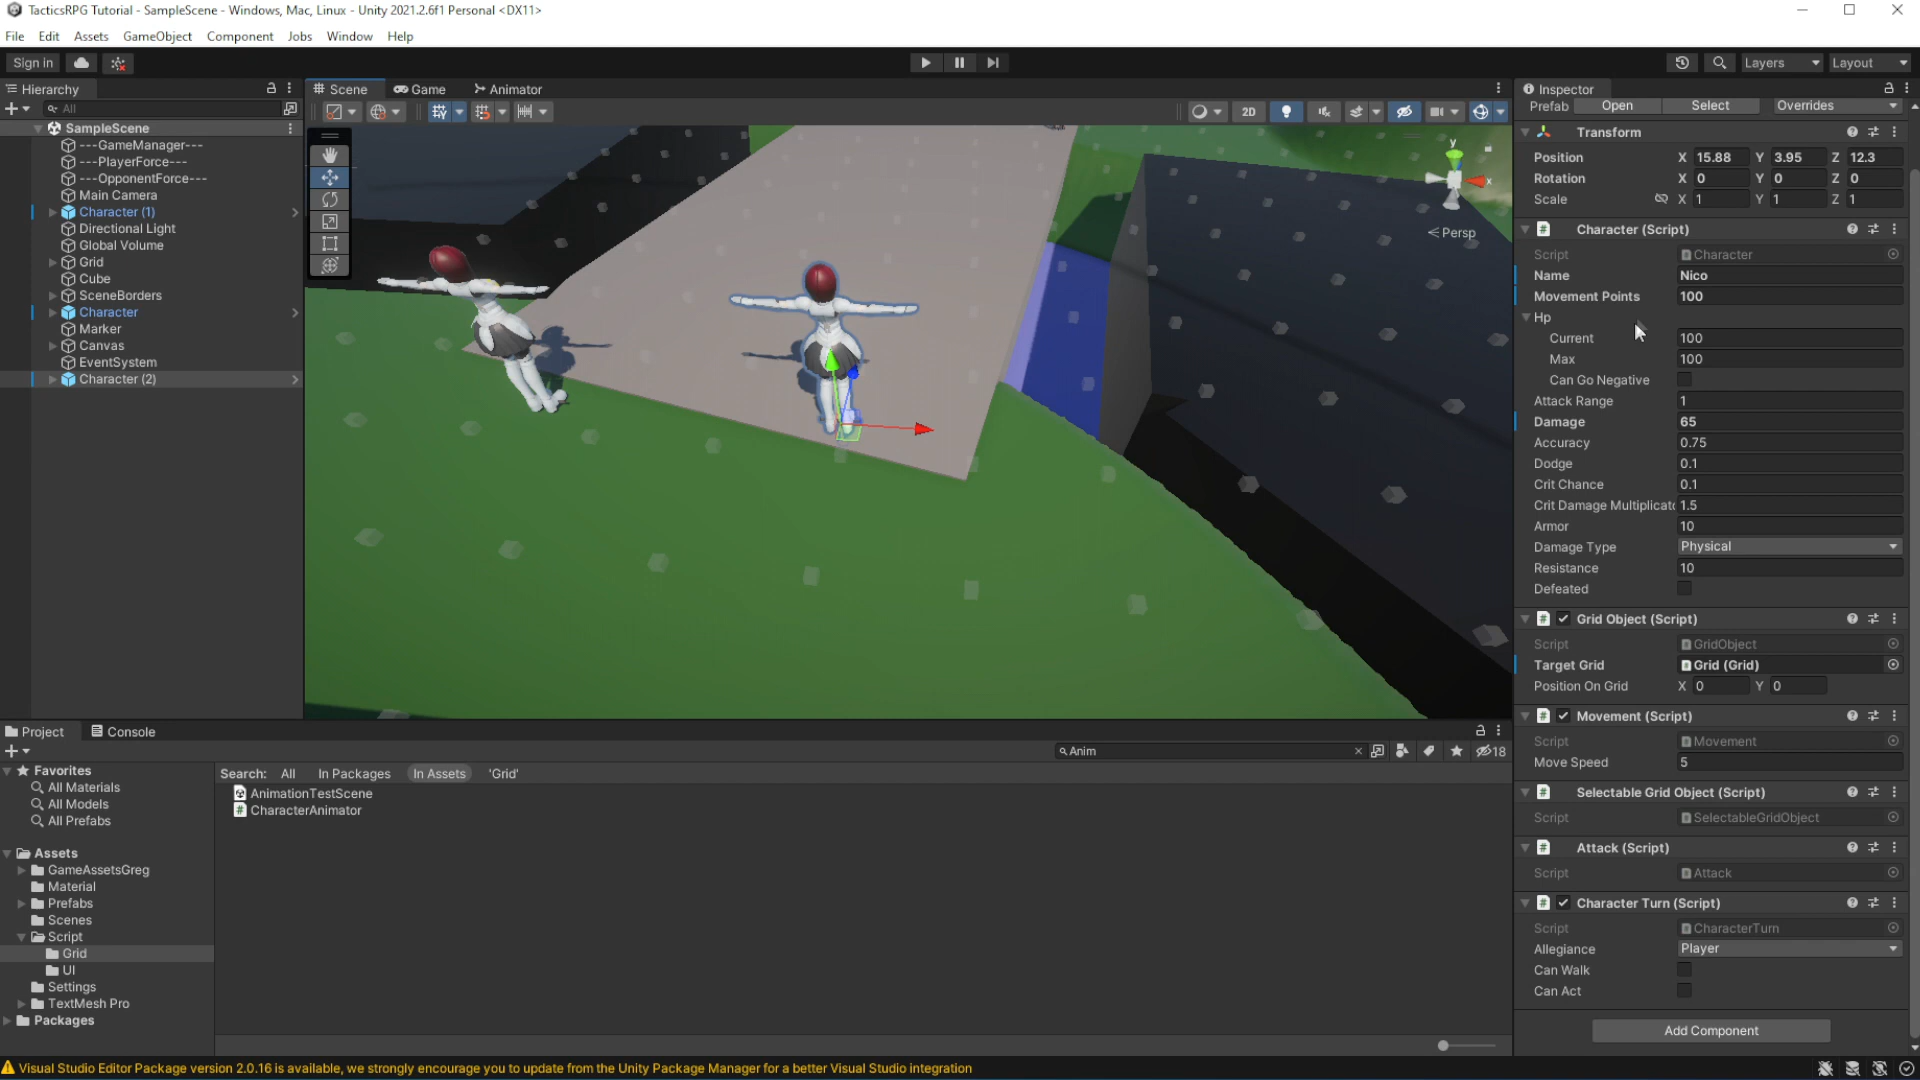 TacticsRPG Tutorial - SampleScene - Windows, Mac, Linux - Unity 2021.2.6f1 Personal <DX11>
File Edit Assets GameObject Component Jobs Window Help
Sign in
Layers
Layout
Hierarchy
All
SampleScene
---GameManager---
---PlayerForce---
---OpponentForce---
Main Camera
Character (1)
Directional Light
Global Volume
Grid
Cube
SceneBorders
Character
Marker
Canvas
EventSystem
Character (2)
Scene Game Animator
2D
y
x
Persp
Inspector
Prefab Open Select Overrides
Transform
Position X 15.88 Y 3.95 Z 12.3
Rotation X 0 Y 0 Z 0
Scale X 1 Y 1 Z 1
Character (Script)
Script Character
Name Nico
Movement Points 100
Hp
Current 100
Max 100
Can Go Negative
Attack Range 1
Damage 65
Accuracy 0.75
Dodge 0.1
Crit Chance 0.1
Crit Damage Multiplicato 1.5
Armor 10
Damage Type Physical
Resistance 10
Defeated
Grid Object (Script)
Script GridObject
Target Grid Grid (Grid)
Position On Grid X 0 Y 0
Movement (Script)
Script Movement
Move Speed 5
Selectable Grid Object (Script)
Script SelectableGridObject
Attack (Script)
Script Attack
Character Turn (Script)
Script CharacterTurn
Allegiance Player
Can Walk
Can Act
Add Component
Project Console
Anim
18
Favorites
All Materials
All Models
All Prefabs
Assets
GameAssetsGreg
Material
Prefabs
Scenes
Script
Grid
UI
Settings
TextMesh Pro
Packages
Search: All In Packages In Assets 'Grid'
AnimationTestScene
CharacterAnimator
Visual Studio Editor Package version 2.0.16 is available, we strongly encourage you to update from the Unity Package Manager for a better Visual Studio integration